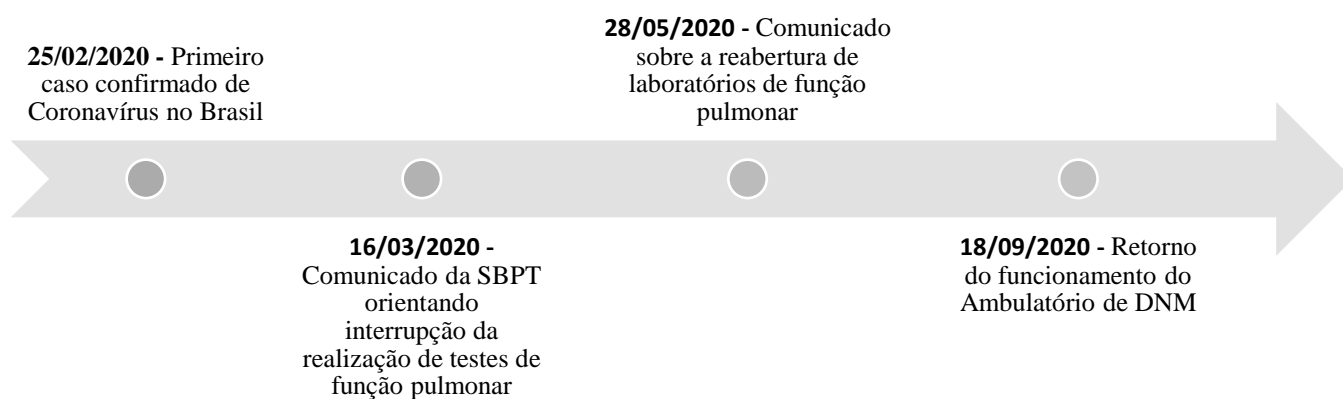 25/02/2020 - Primeiro
caso confirmado de
Coronavírus no Brasil
16/03/2020 -
Comunicado da SBPT
orientando
interrupção da
realização de testes de
função pulmonar
28/05/2020 - Comunicado
sobre a reabertura de
laboratórios de função
pulmonar
18/09/2020 - Retorno
do funcionamento do
Ambulatório de DNM